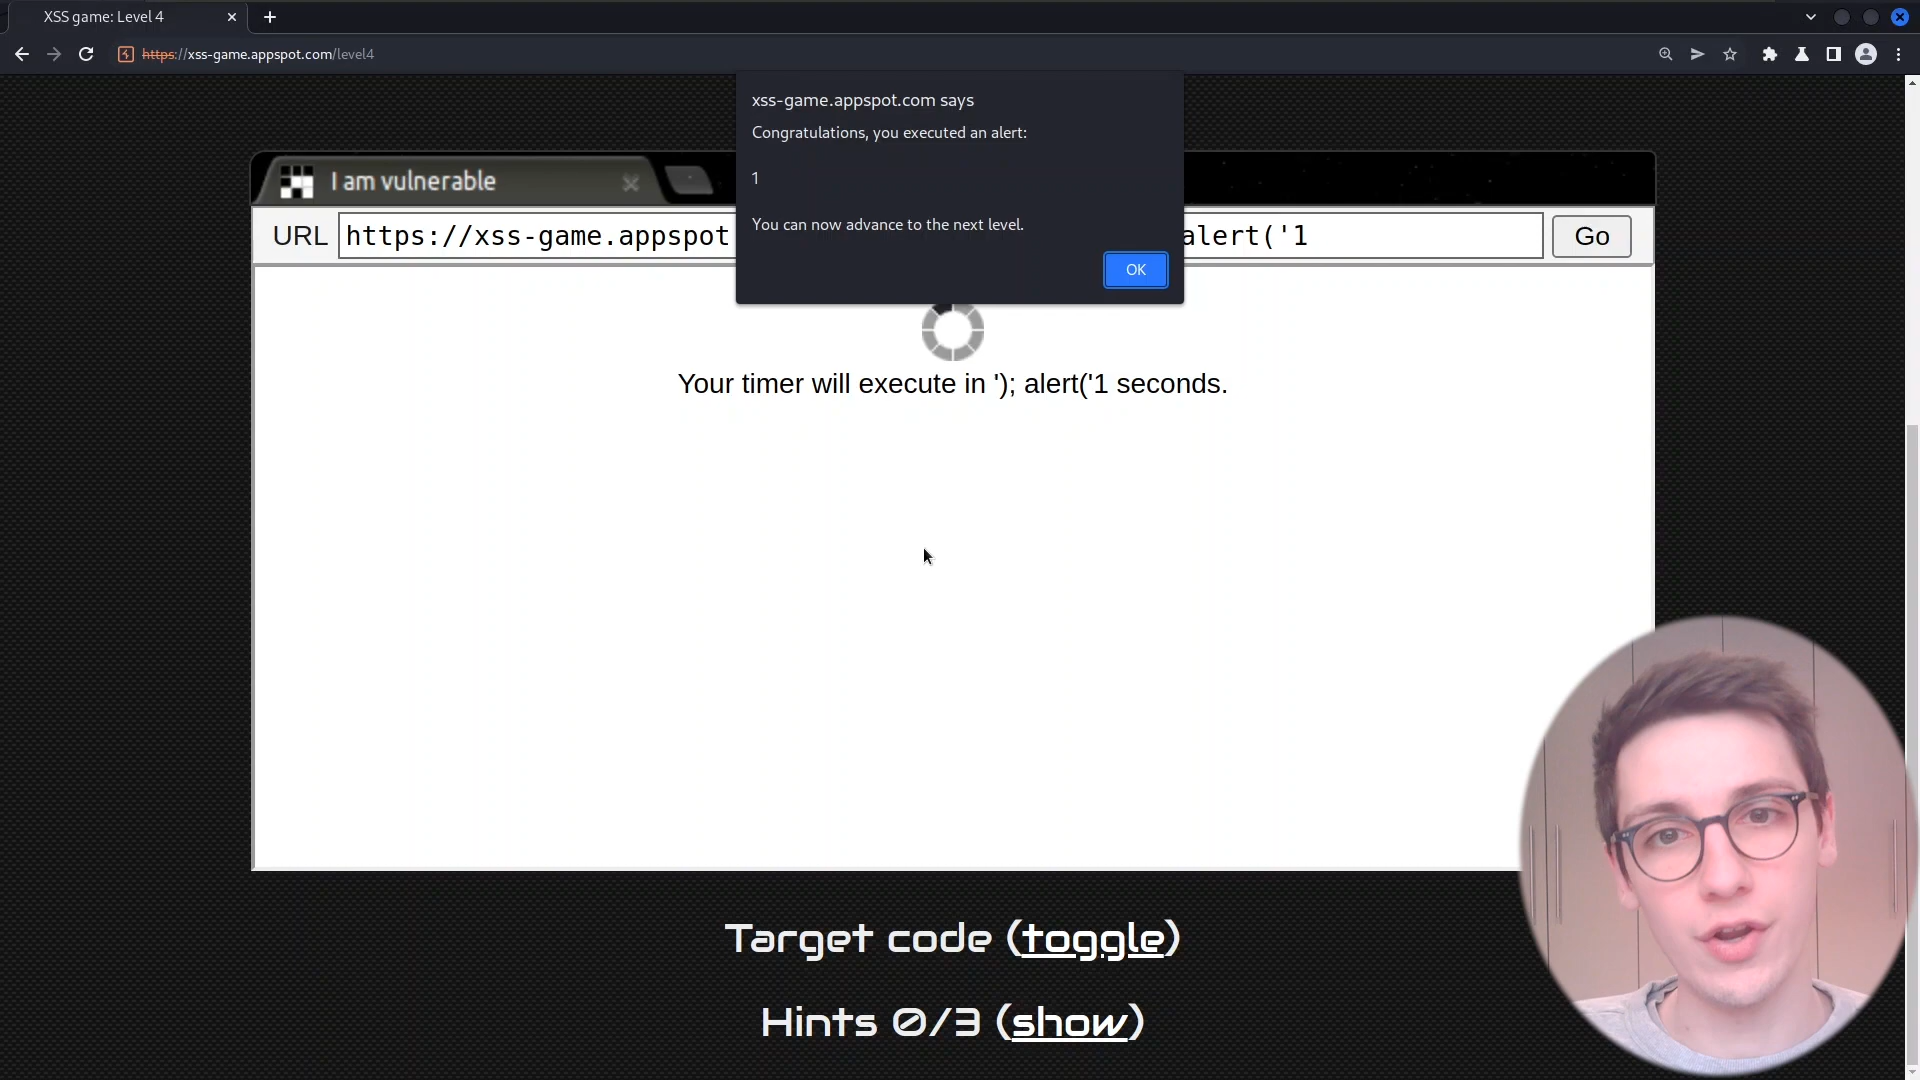 XSS game: Level 4
https://xss-game.appspot.com/level4
xss-game.appspot.com says
Congratulations, you executed an alert:
1
You can now advance to the next level.
OK
I am vulnerable
URL https://xss-game.appspot alert('1 Go
Your timer will execute in '); alert('1 seconds.
Target code (toggle)
Hints 0/3 (show)